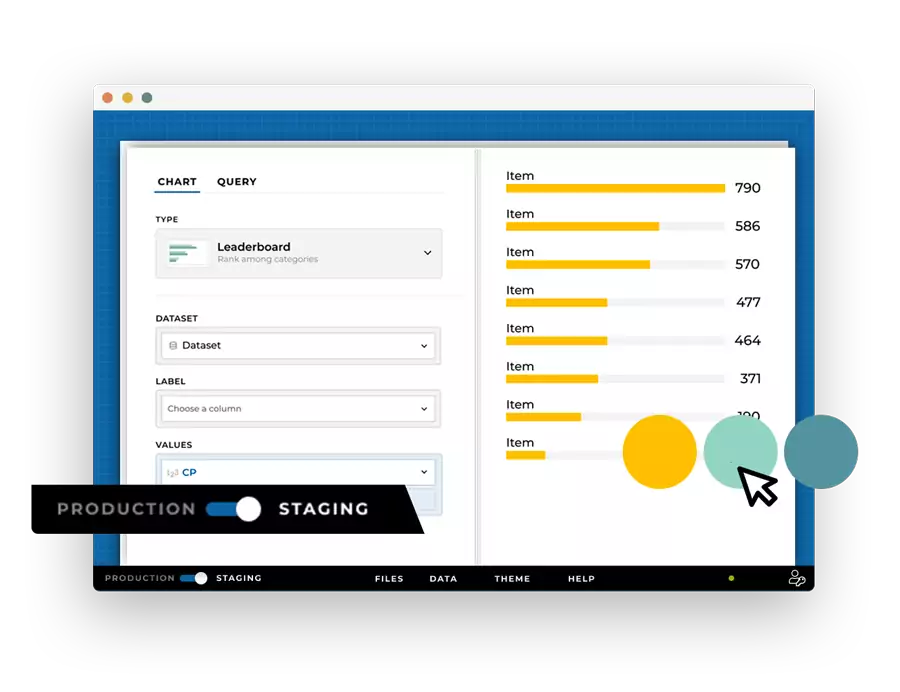 CHART QUERY
TYPE
Leaderboard
Rank among categories
DATASET
Dataset
LABEL
Choose a column
VALUES
123 CP
Item
790
Item
586
Item
570
Item
477
Item
464
Item
371
Item
Item
PRODUCTION STAGING
PRODUCTION STAGING FILES DATA THEME HELP